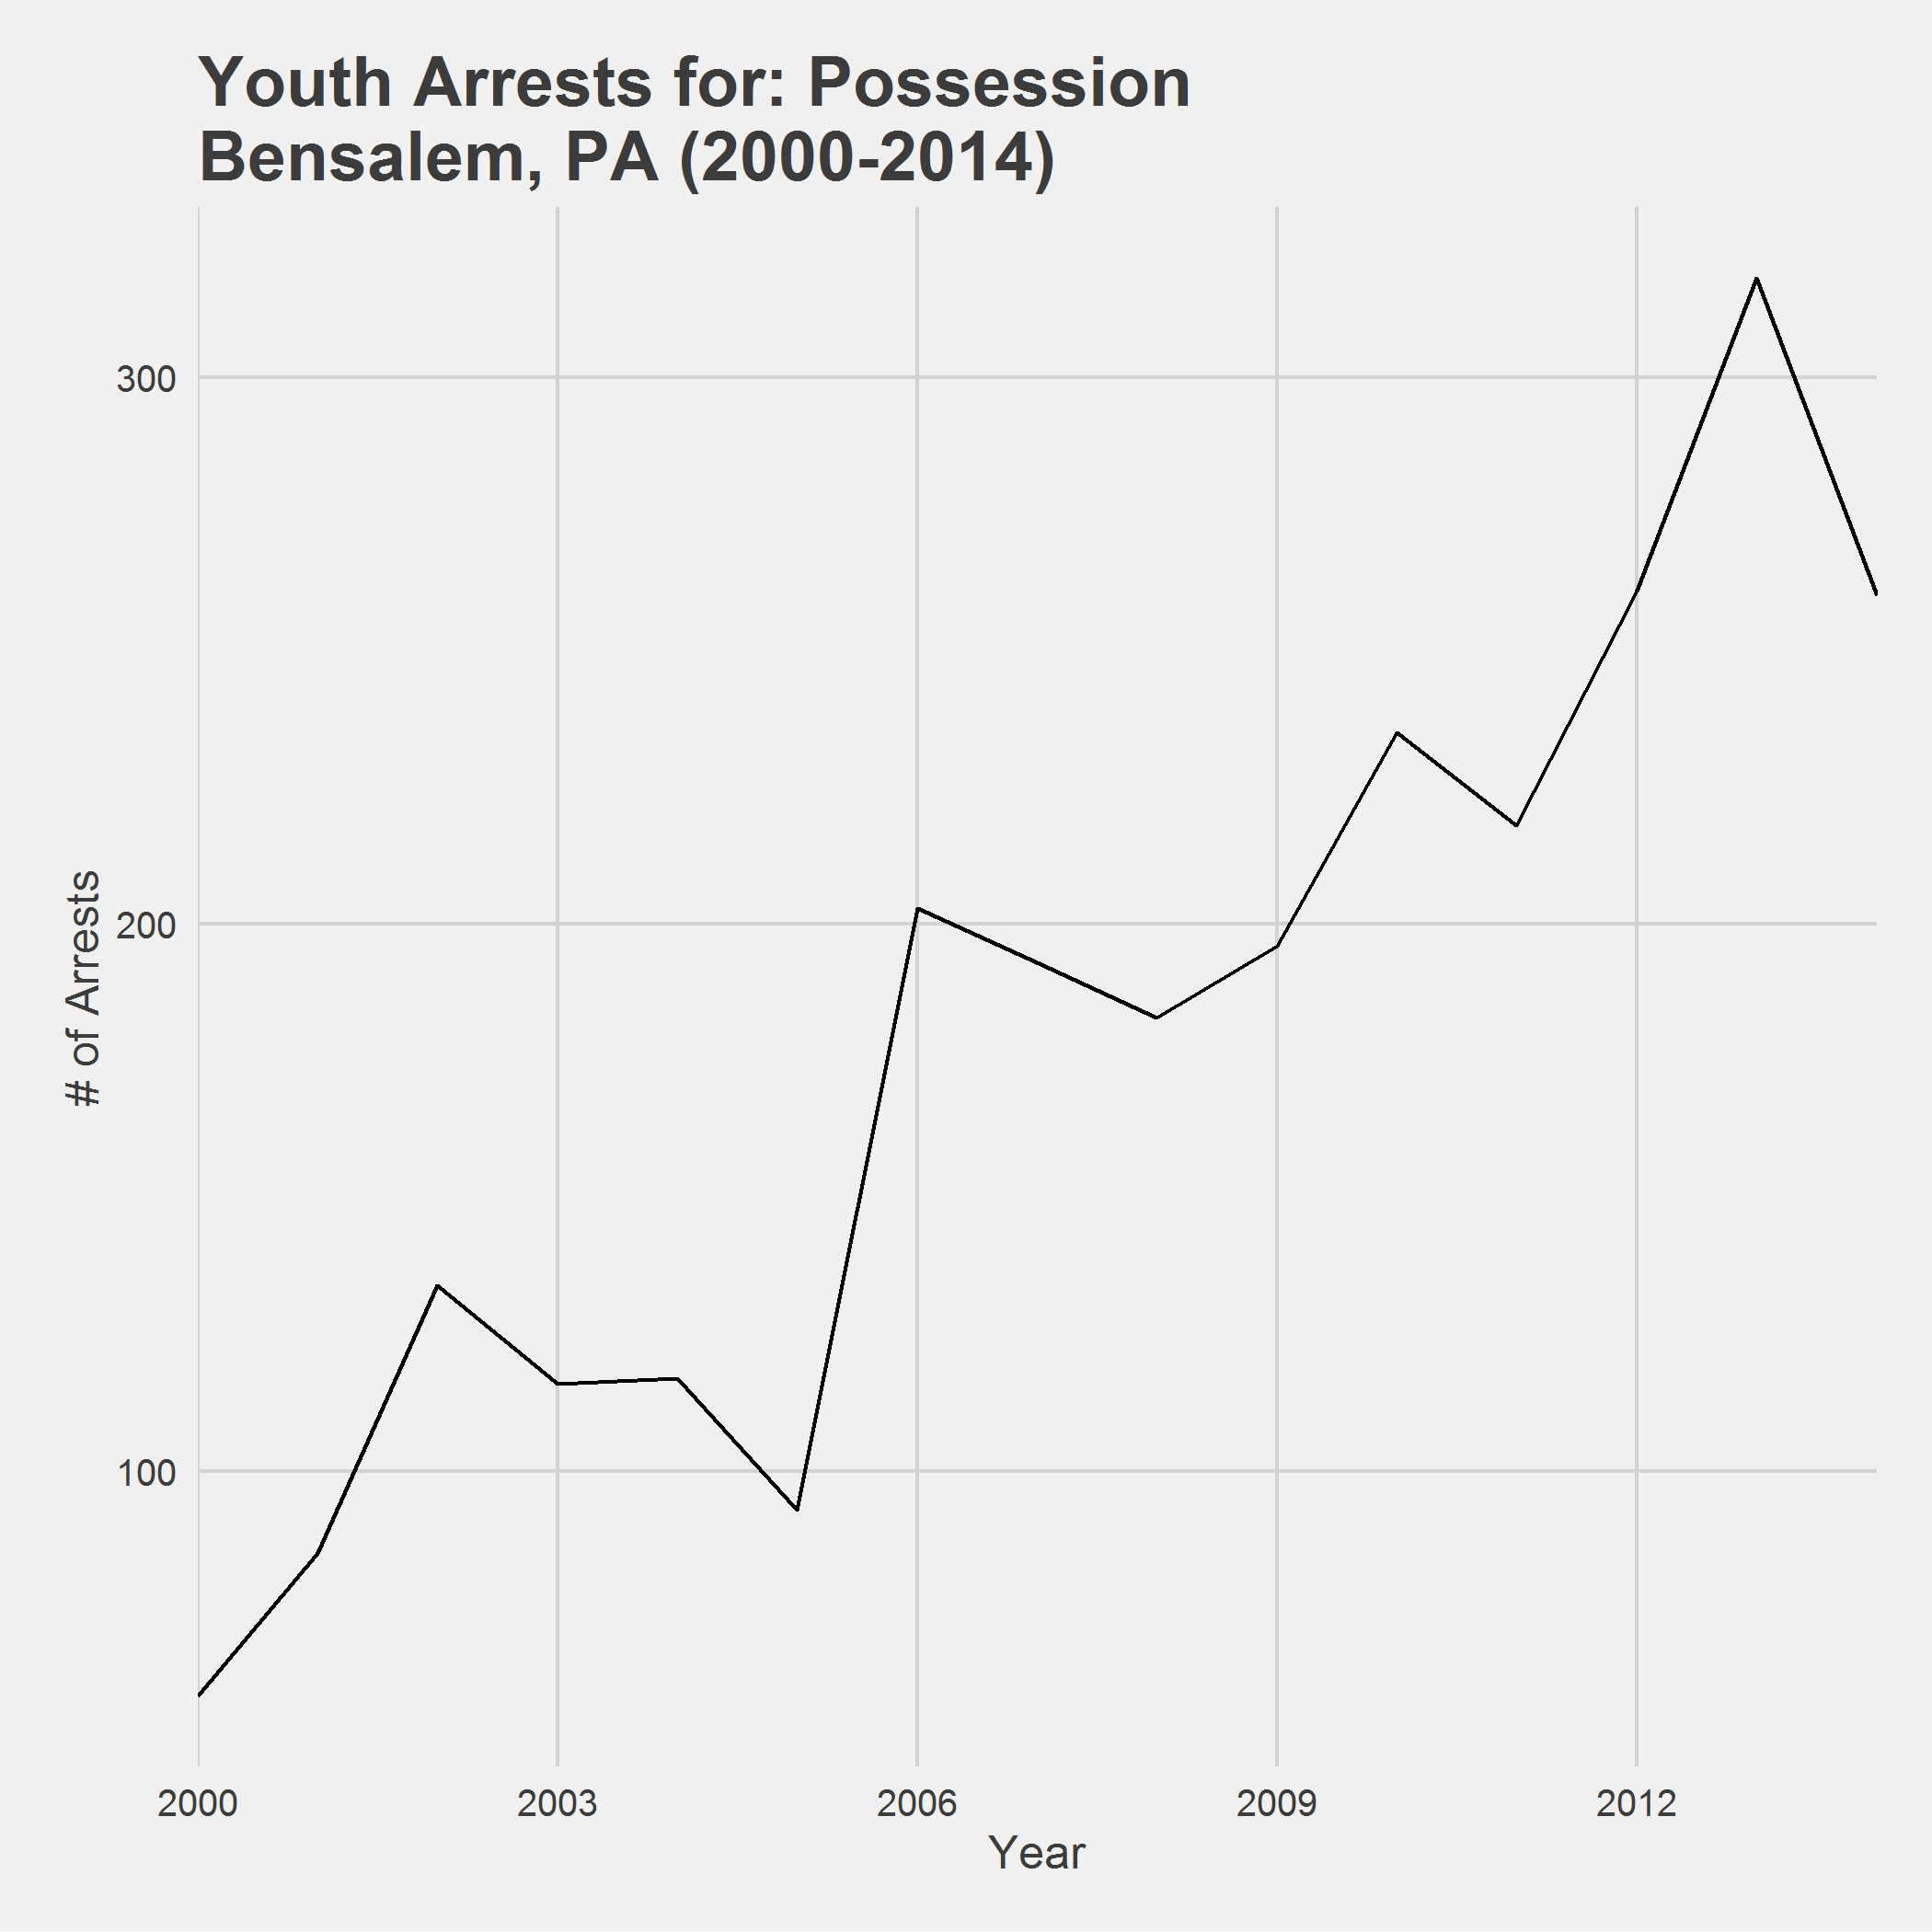 Youth Arrests for: Possession
Bensalem, PA (2000-2014)
300
200
100
# of Arrests
2000
2003
2006
2009
2012
Year